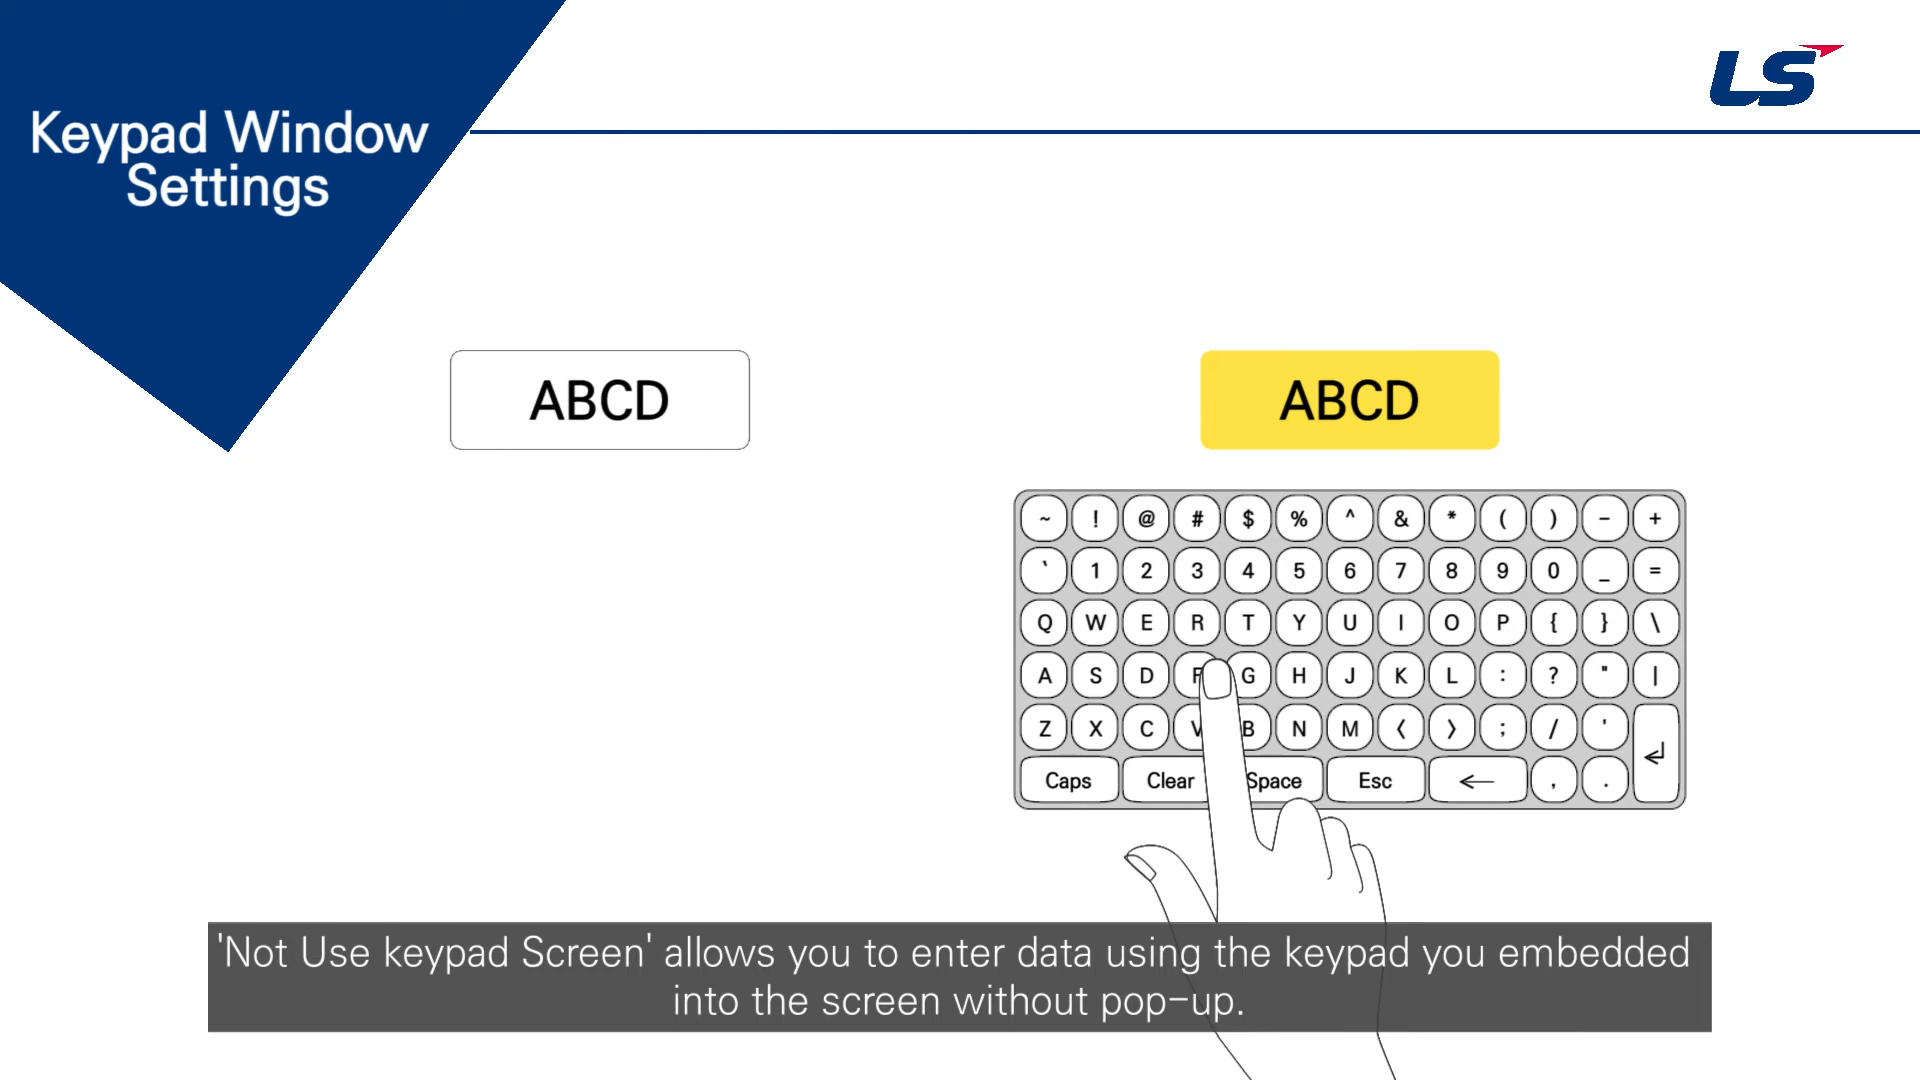 LS
Keypad Window
Settings
ABCD
ABCD
~ ! @ # $ % ^ & * ( ) − +
` 1 2 3 4 5 6 7 8 9 0 _ =
Q W E R T Y U I O P { } \
A S D F G H J K L : ? " |
Z X C V B N M < > ; / '
Caps Clear Space Esc ← , . ↵
'Not Use keypad Screen' allows you to enter data using the keypad you embedded
into the screen without pop-up.